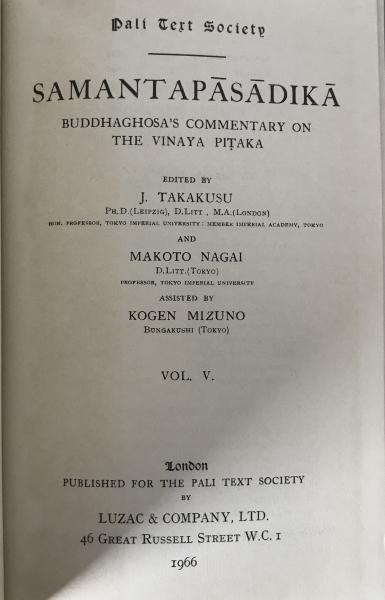 Pali Text Society
SAMANTAPĀSĀDIKĀ
BUDDHAGHOSA'S COMMENTARY ON
THE VINAYA PIṬAKA
EDITED BY
J. TAKAKUSU
PH.D.(LEIPZIG), D.LITT., M.A.(LONDON)
HON. PROFESSOR, TOKYO IMPERIAL UNIVERSITY: MEMBER IMPERIAL ACADEMY, TOKYO
AND
MAKOTO NAGAI
D.LITT.(TOKYO)
PROFESSOR, TOKYO IMPERIAL UNIVERSITY
ASSISTED BY
KOGEN MIZUNO
BUNGAKUSHI (TOKYO)
VOL. V.
London
PUBLISHED FOR THE PALI TEXT SOCIETY
BY
LUZAC & COMPANY, LTD.
46 GREAT RUSSELL STREET W.C. 1
1966